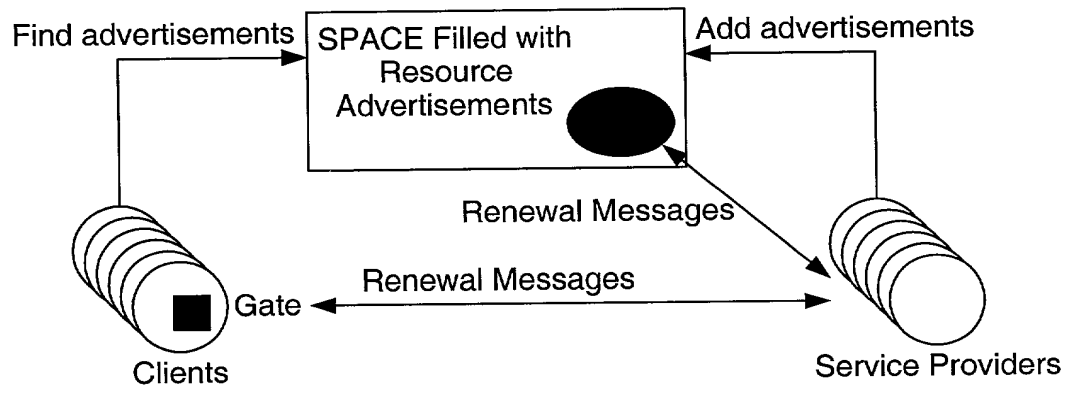 Find advertisements
SPACE Filled with
Resource
Advertisements
Add advertisements
Renewal Messages
Renewal Messages
Gate
Clients
Service Providers